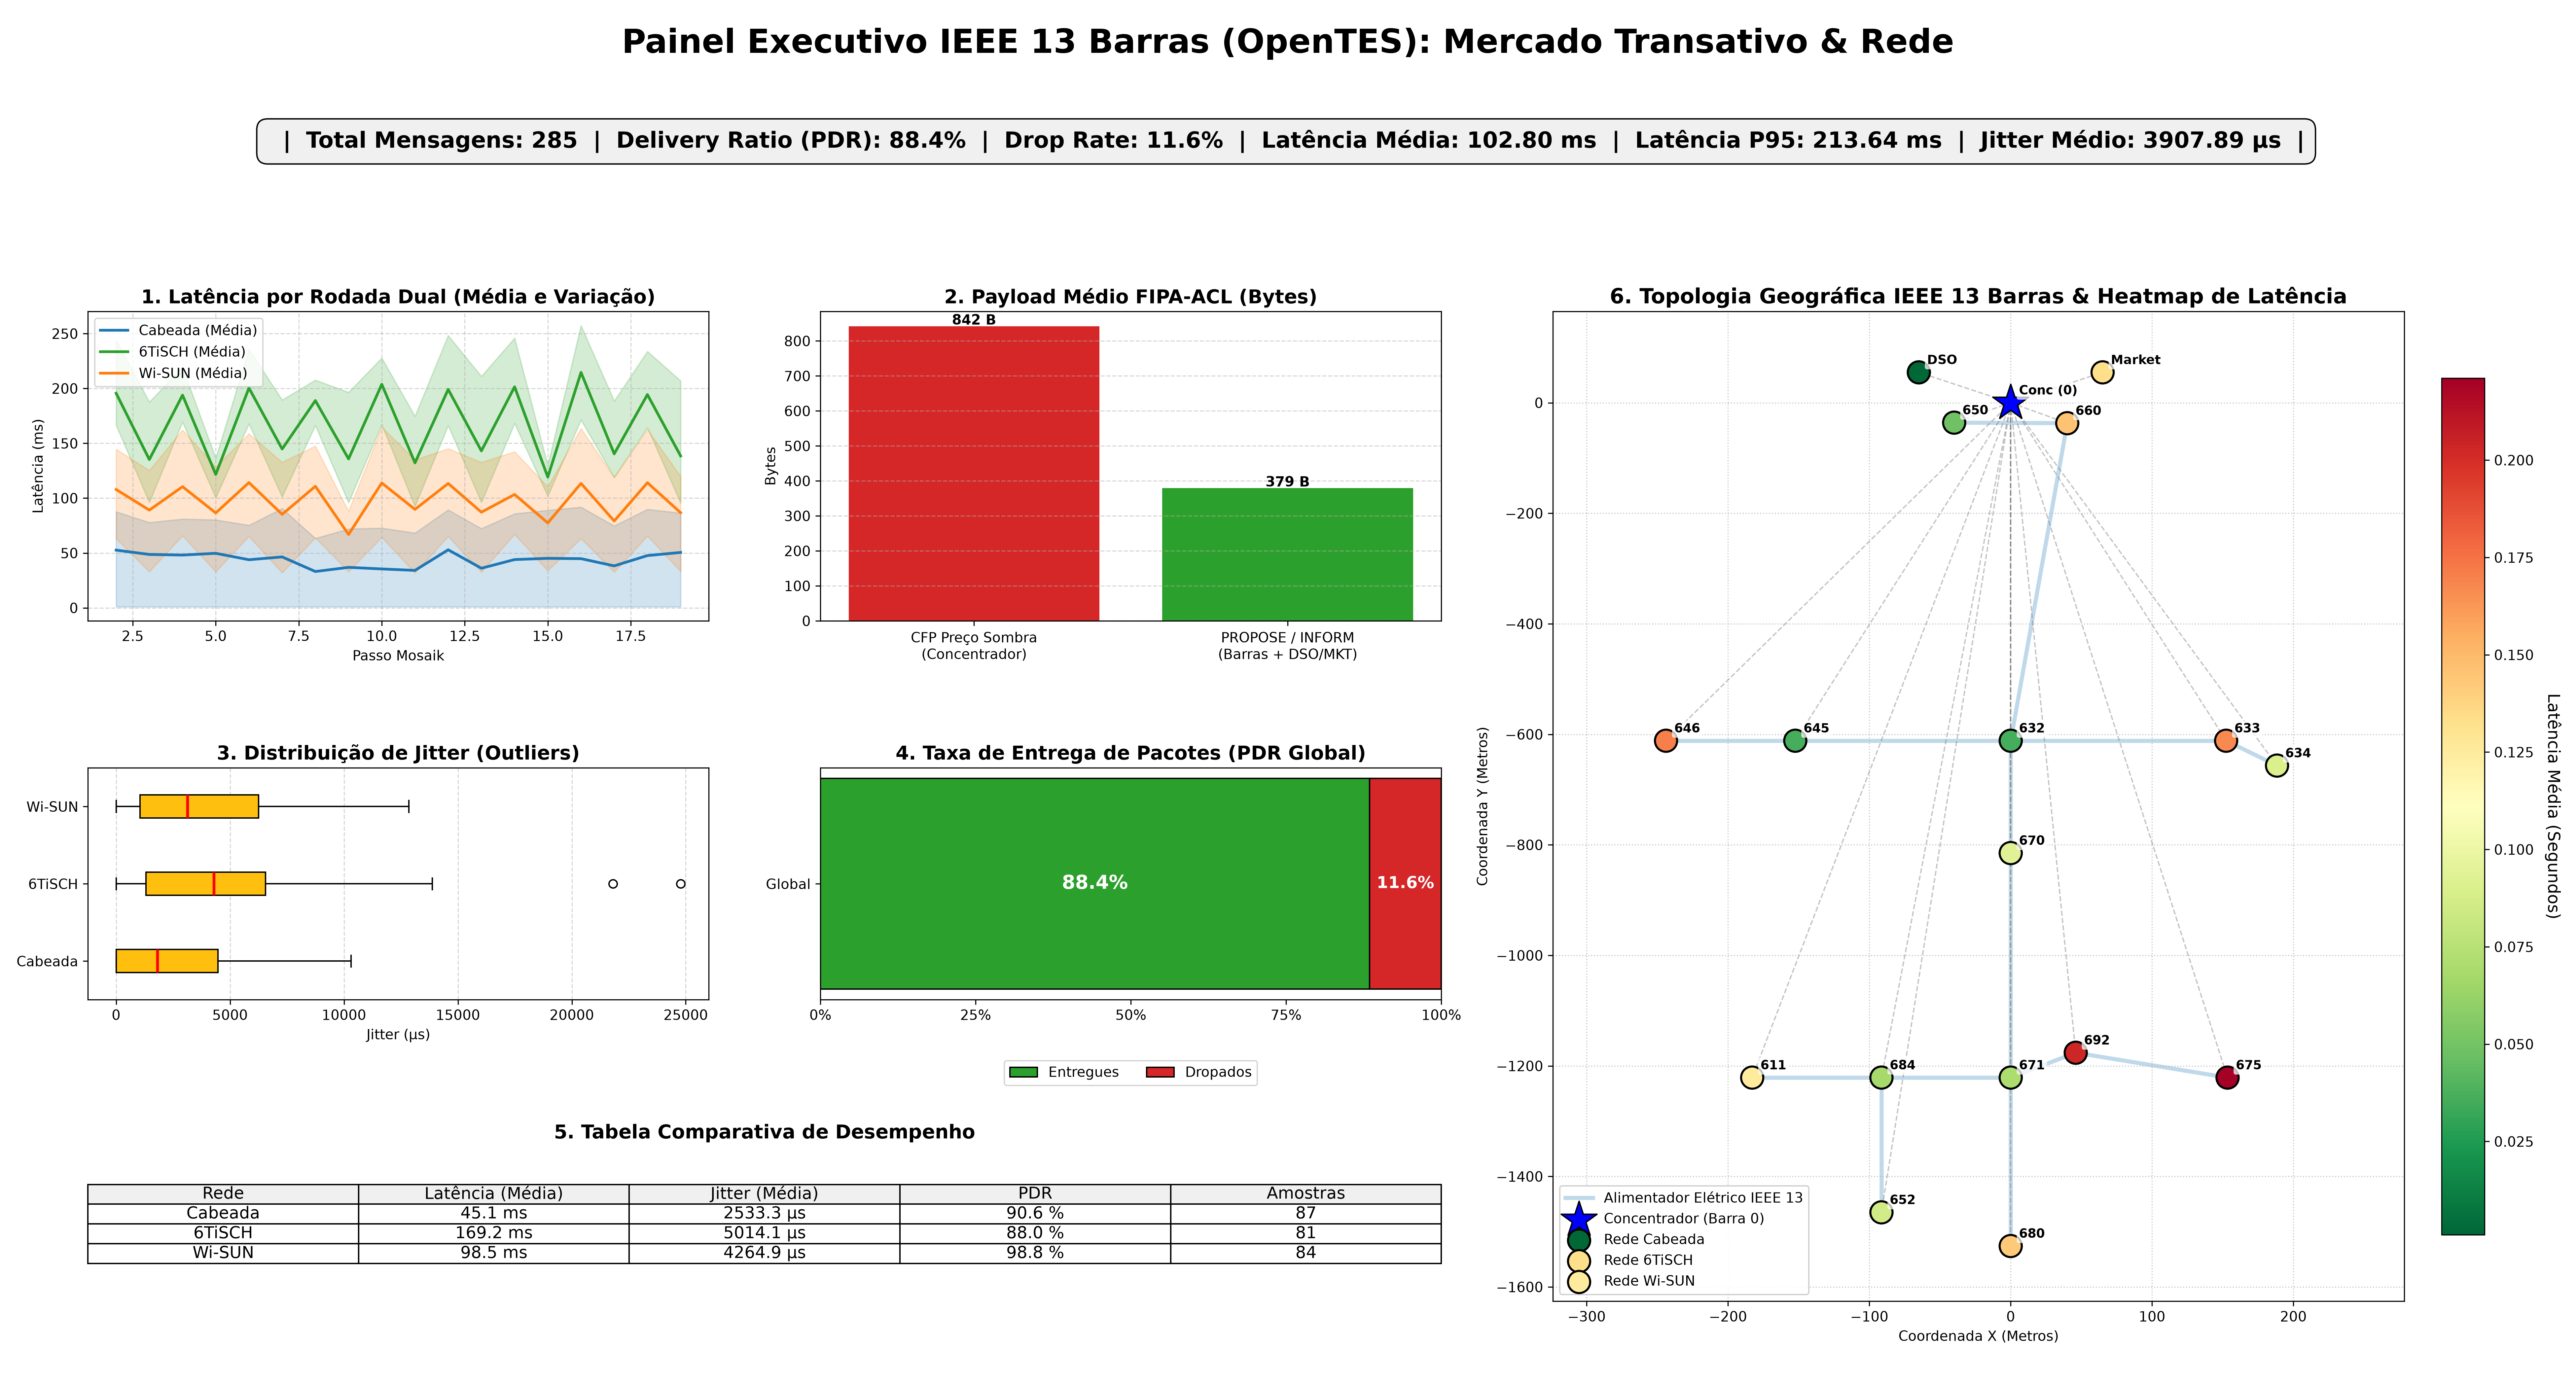 Painel Executivo IEEE 13 Barras (OpenTES): Mercado Transativo & Rede
| Total Mensagens: 285 | Delivery Ratio (PDR): 88.4% | Drop Rate: 11.6% | Latência Média: 102.80 ms | Latência P95: 213.64 ms | Jitter Médio: 3907.89 µs |
1. Latência por Rodada Dual (Média e Variação)
Latência (ms)
250
200
150
100
50
0
Cabeada (Média)
6TiSCH (Média)
Wi-SUN (Média)
2.5 5.0 7.5 10.0 12.5 15.0 17.5
Passo Mosaik
2. Payload Médio FIPA-ACL (Bytes)
Bytes
800
700
600
500
400
300
200
100
0
842 B
379 B
CFP Preço Sombra
(Concentrador)
PROPOSE / INFORM
(Barras + DSO/MKT)
3. Distribuição de Jitter (Outliers)
Wi-SUN
6TiSCH
Cabeada
0 5000 10000 15000 20000 25000
Jitter (µs)
4. Taxa de Entrega de Pacotes (PDR Global)
Global
88.4%
11.6%
0% 25% 50% 75% 100%
Entregues
Dropados
5. Tabela Comparativa de Desempenho
Rede Latência (Média) Jitter (Média) PDR Amostras
Cabeada 45.1 ms 2533.3 µs 90.6 % 87
6TiSCH 169.2 ms 5014.1 µs 88.0 % 81
Wi-SUN 98.5 ms 4264.9 µs 98.8 % 84
6. Topologia Geográfica IEEE 13 Barras & Heatmap de Latência
Coordenada Y (Metros)
0
−200
−400
−600
−800
−1000
−1200
−1400
−1600
DSO
Market
Conc (0)
650
660
646
645
632
633
634
670
692
611
684
671
675
652
680
Alimentador Elétrico IEEE 13
Concentrador (Barra 0)
Rede Cabeada
Rede 6TiSCH
Rede Wi-SUN
−300 −200 −100 0 100 200
Coordenada X (Metros)
0.200
0.175
0.150
0.125
0.100
0.075
0.050
0.025
Latência Média (Segundos)